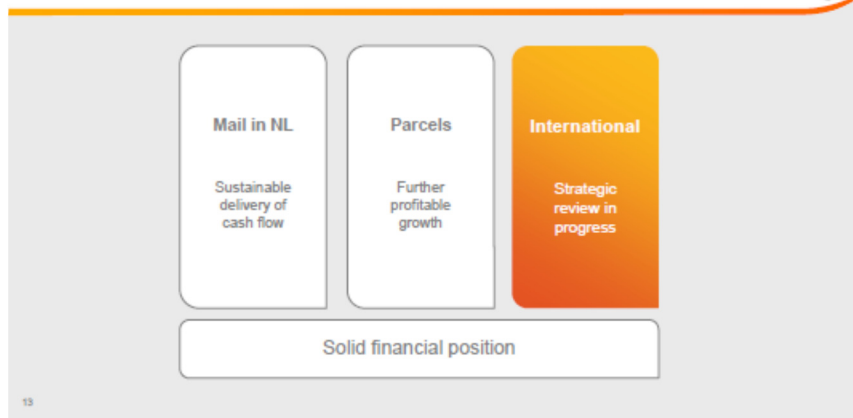 Mail in NL
Sustainable
delivery of
cash flow
Parcels
Further
profitable
growth
International
Strategic
review in
progress
Solid financial position
13